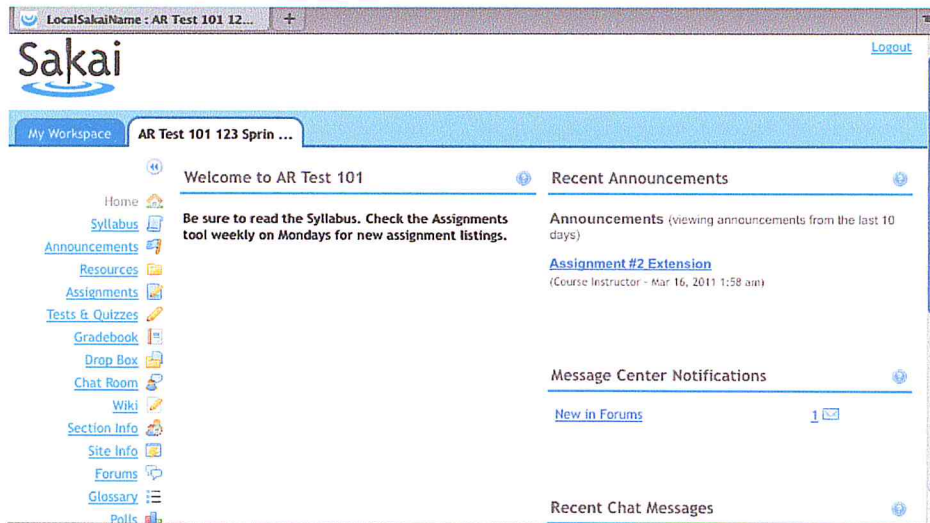 LocalSakaiName : AR Test 101 12...
+
Sakai
Logout
My Workspace
AR Test 101 123 Sprin ...
Home
Syllabus
Announcements
Resources
Assignments
Tests & Quizzes
Gradebook
Drop Box
Chat Room
Wiki
Section Info
Site Info
Forums
Glossary
Polls
Welcome to AR Test 101
Be sure to read the Syllabus. Check the Assignments
tool weekly on Mondays for new assignment listings.
Recent Announcements
Announcements (viewing announcements from the last 10
days)
Assignment #2 Extension
(Course Instructor - Mar 16, 2011 1:58 am)
Message Center Notifications
New in Forums 1
Recent Chat Messages